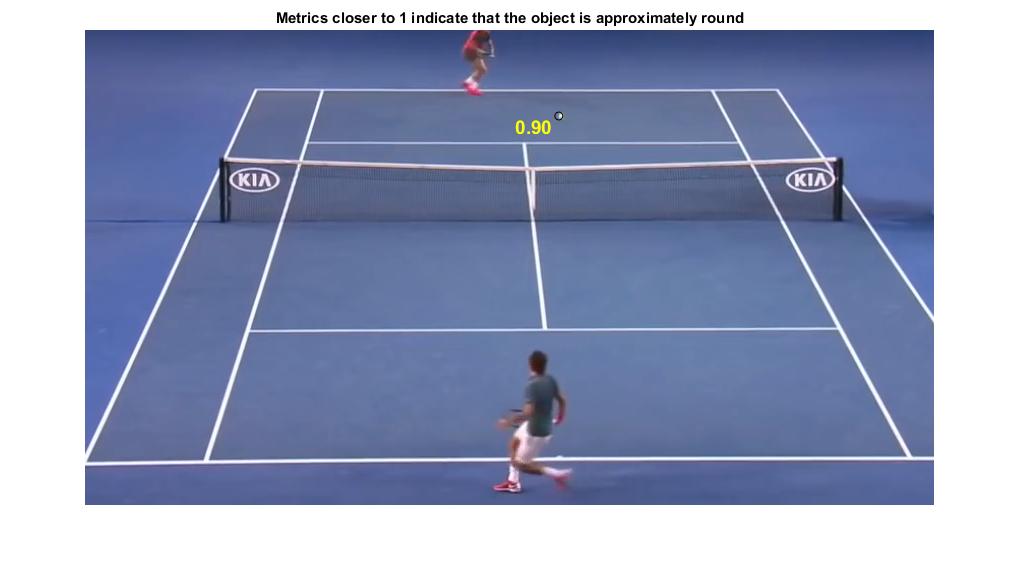 Metrics closer to 1 indicate that the object is approximately round
0.90
KIA
KIA